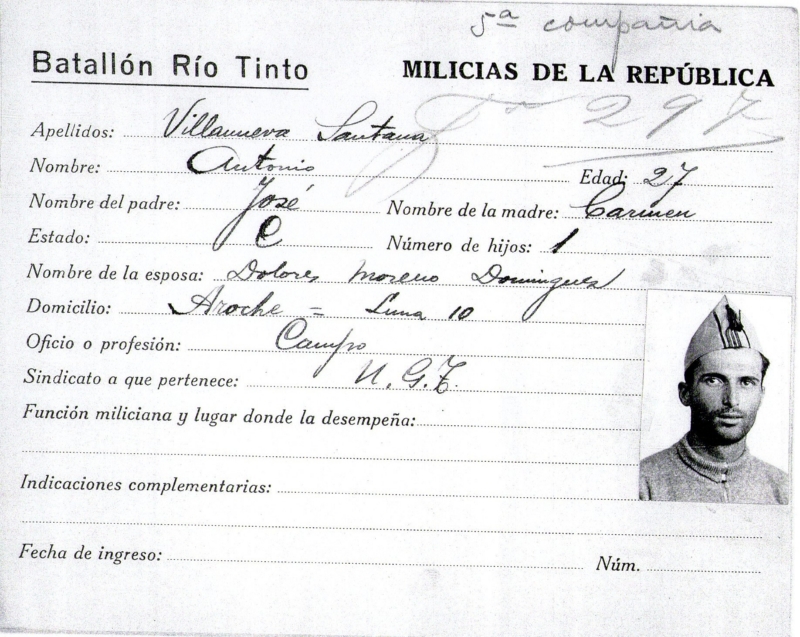 5ª compañia
Batallón Río Tinto
MILICIAS DE LA REPÚBLICA
297
Apellidos: Villanueva Santana
Nombre: Antonio
Edad: 27
Nombre del padre: José
Nombre de la madre: Carmen
Estado: C
Número de hijos: 1
Nombre de la esposa: Dolores Moreno Domingues
Domicilio: Aroche = Luna 10
Oficio o profesión: Campo
Sindicato a que pertenece: U.G.T.
Función miliciana y lugar donde la desempeña:
Indicaciones complementarias:
Fecha de ingreso:
Núm.